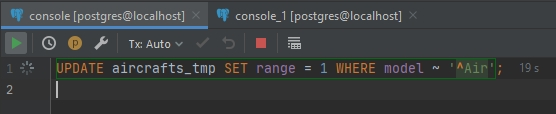 console [postgres@localhost] console_1 [postgres@localhost]
p Tx: Auto
1 UPDATE aircrafts_tmp SET range = 1 WHERE model ~ '^Air'; 19 s
2